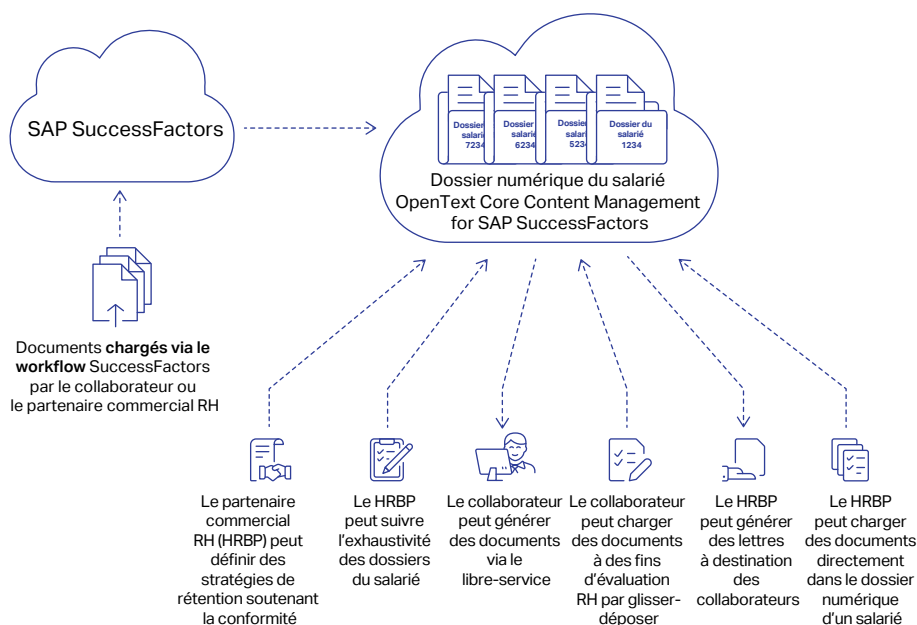 SAP SuccessFactors
Dossier du
salarié
7234
Dossier du
salarié
6234
Dossier du
salarié
5234
Dossier du
salarié
1234
Dossier numérique du salarié
OpenText Core Content Management
for SAP SuccessFactors
Documents chargés via le
workflow SuccessFactors
par le collaborateur ou
le partenaire commercial RH
Le partenaire
commercial
RH (HRBP) peut
définir des
stratégies de
rétention soutenant
la conformité
Le HRBP
peut suivre
l'exhaustivité
des dossiers
du salarié
Le collaborateur
peut générer
des documents
via le
libre-service
Le collaborateur
peut charger
des documents
à des fins
d'évaluation
RH par glisser-
déposer
Le HRBP
peut générer
des lettres
à destination
des
collaborateurs
Le HRBP
peut charger
des documents
directement
dans le dossier
numérique
d'un salarié